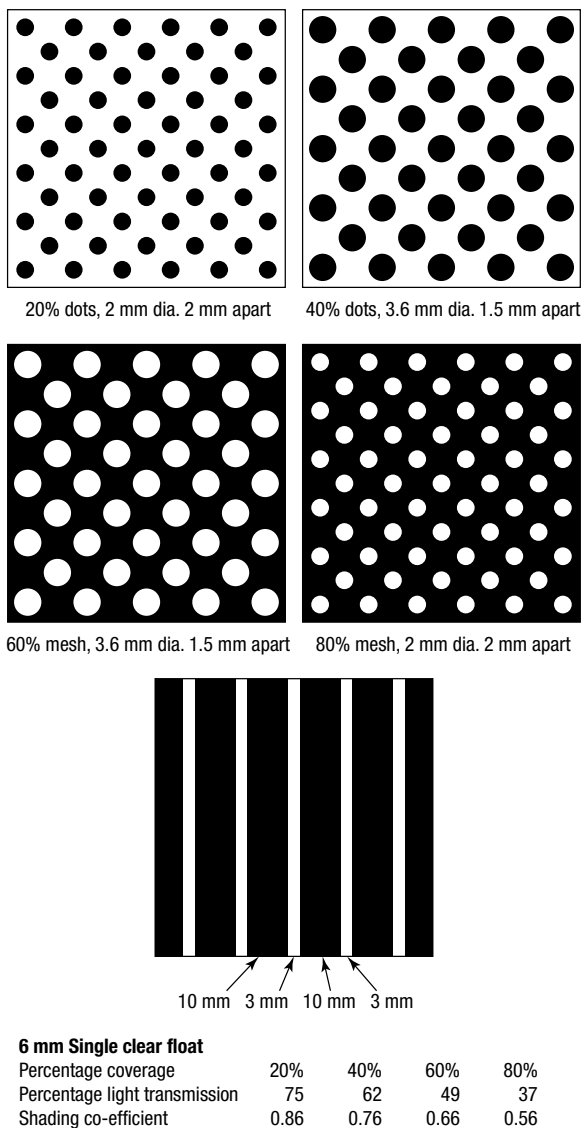 20% dots, 2 mm dia. 2 mm apart
40% dots, 3.6 mm dia. 1.5 mm apart
60% mesh, 3.6 mm dia. 1.5 mm apart
80% mesh, 2 mm dia. 2 mm apart
10 mm 3 mm 10 mm 3 mm
6 mm Single clear float
Percentage coverage 20% 40% 60% 80%
Percentage light transmission 75 62 49 37
Shading co-efficient 0.86 0.76 0.66 0.56